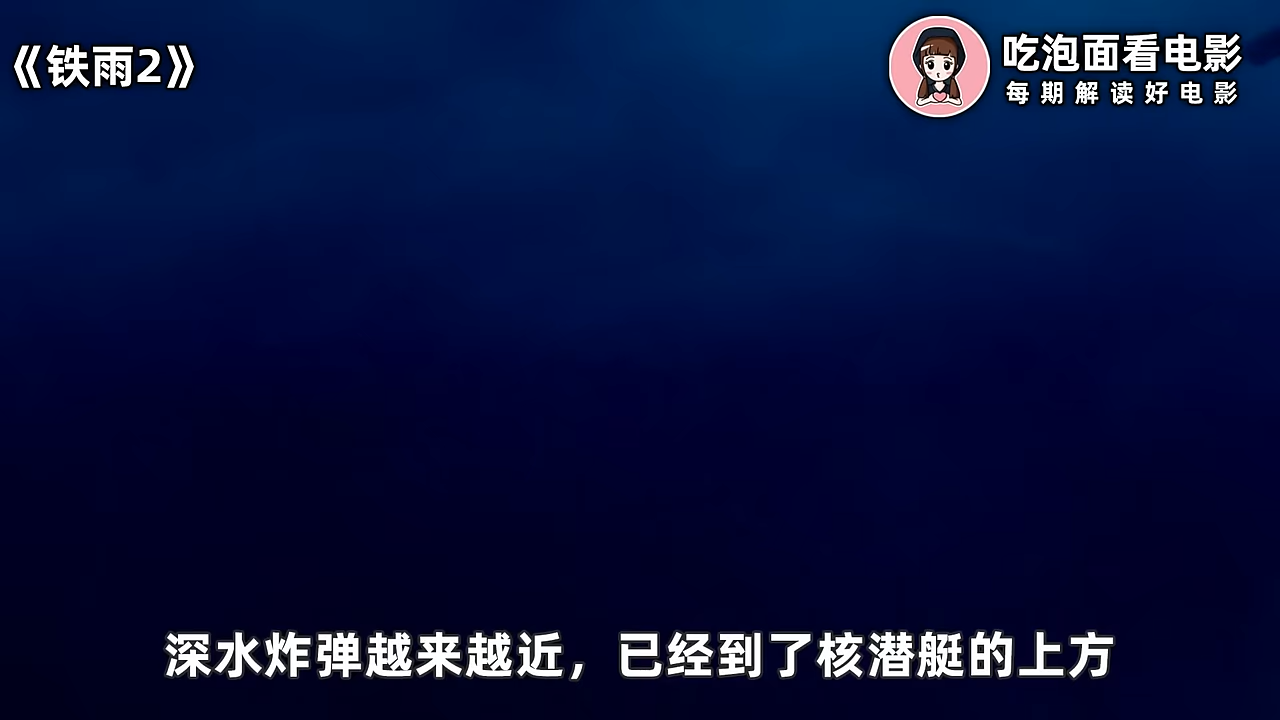 《铁雨2》
吃泡面看电影
每期解读好电影
深水炸弹越来越近，已经到了核潜艇的上方